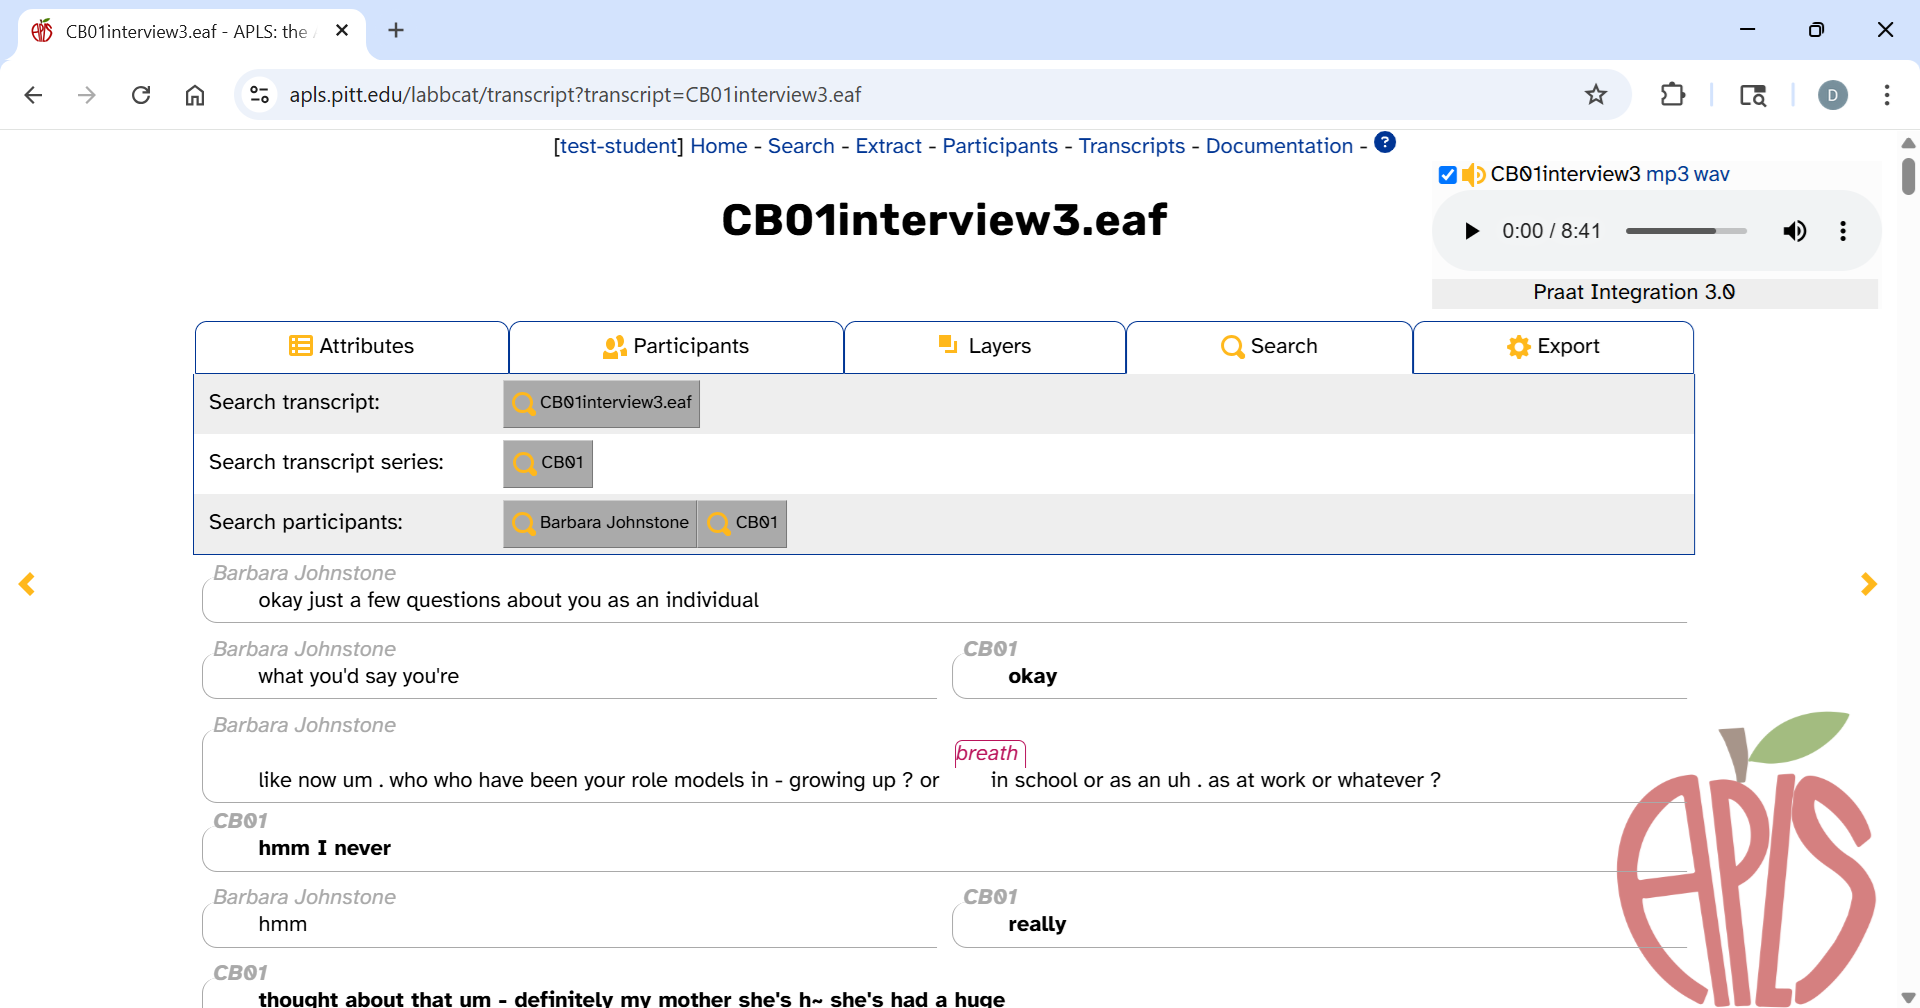 CB01interview3.eaf - APLS: the
apls.pitt.edu/labbcat/transcript?transcript=CB01interview3.eaf
D
[test-student] Home - Search - Extract - Participants - Transcripts - Documentation - ?
CB01interview3 mp3 wav
CB01interview3.eaf
0:00 / 8:41
Praat Integration 3.0
Attributes Participants Layers Search Export
Search transcript: CB01interview3.eaf
Search transcript series: CB01
Search participants: Barbara Johnstone CB01
Barbara Johnstone
okay just a few questions about you as an individual
Barbara Johnstone CB01
what you'd say you're okay
Barbara Johnstone
breath
like now um . who who have been your role models in - growing up ? or in school or as an uh . as at work or whatever ?
CB01
hmm I never
Barbara Johnstone CB01
hmm really
CB01
thought about that um - definitely my mother she's h~ she's had a huge
APLS